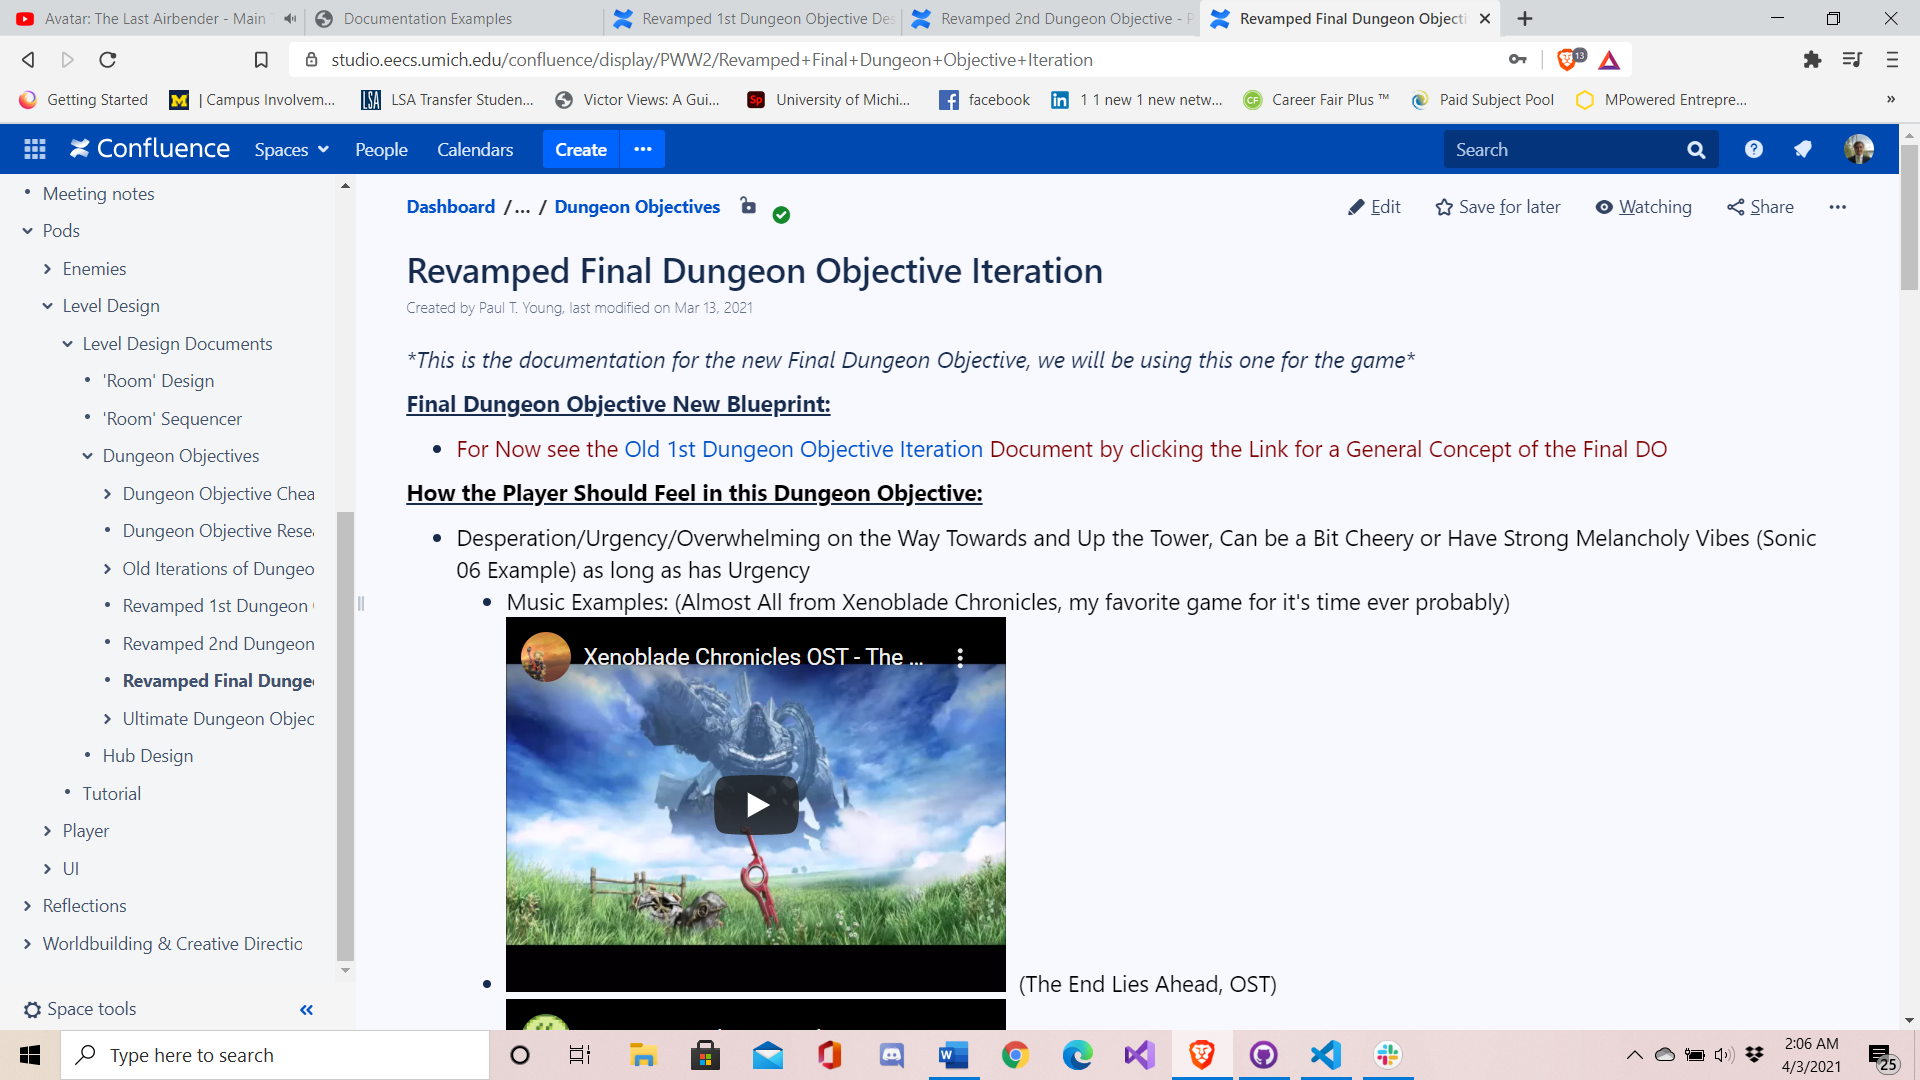 Avatar: The Last Airbender - Main
Documentation Examples
Revamped 1st Dungeon Objective De
Revamped 2nd Dungeon Objective -
Revamped Final Dungeon Objecti
studio.eecs.umich.edu/confluence/display/PWW2/Revamped+Final+Dungeon+Objective+Iteration
13
Getting Started
| Campus Involvem...
LSA
LSA Transfer Studen...
Victor Views: A Gui...
Sp
University of Michi...
facebook
1 1 new 1 new netw...
CF
Career Fair Plus ™
Paid Subject Pool
MPowered Entrepre...
»
Confluence
Spaces
People
Calendars
Create
Search
Meeting notes
Pods
Enemies
Level Design
Level Design Documents
'Room' Design
'Room' Sequencer
Dungeon Objectives
Dungeon Objective Chea
Dungeon Objective Rese
Old Iterations of Dungeo
Revamped 1st Dungeon
Revamped 2nd Dungeon
Revamped Final Dunge
Ultimate Dungeon Objec
Hub Design
Tutorial
Player
UI
Reflections
Worldbuilding & Creative Directio
Space tools
«
Dashboard /... / Dungeon Objectives
Edit
Save for later
Watching
Share
Revamped Final Dungeon Objective Iteration
Created by Paul T. Young, last modified on Mar 13, 2021
*This is the documentation for the new Final Dungeon Objective, we will be using this one for the game*
Final Dungeon Objective New Blueprint:
• For Now see the Old 1st Dungeon Objective Iteration Document by clicking the Link for a General Concept of the Final DO
How the Player Should Feel in this Dungeon Objective:
• Desperation/Urgency/Overwhelming on the Way Towards and Up the Tower, Can be a Bit Cheery or Have Strong Melancholy Vibes (Sonic
06 Example) as long as has Urgency
• Music Examples: (Almost All from Xenoblade Chronicles, my favorite game for it's time ever probably)
Xenoblade Chronicles OST - The ...
• (The End Lies Ahead, OST)
Type here to search
2:06 AM
4/3/2021
25